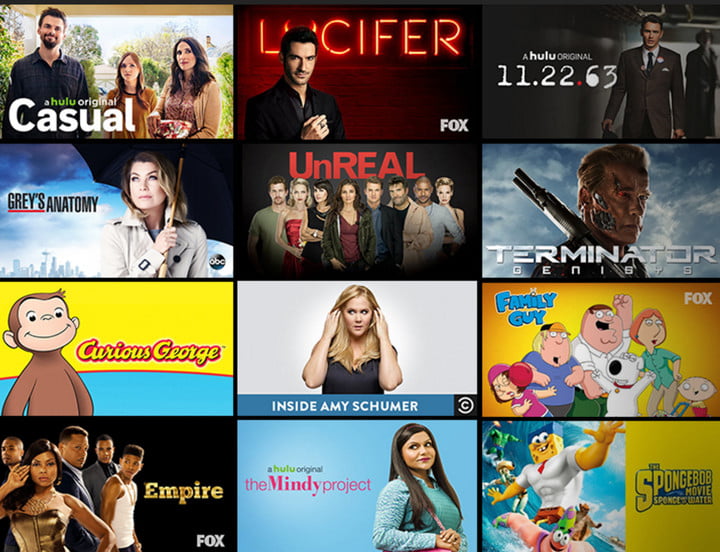 a hulu original
Casual
LUCIFER
FOX
A hulu ORIGINAL
11.22.63
GREY'S ANATOMY
abc
UnREAL
TERMINATOR
GENISYS
Curious George
INSIDE AMY SCHUMER
FAMILY
GUY
FOX
Empire
FOX
a hulu original
the Mindy project
THE
SPONGEBOB
MOVIE
SPONGE OUT OF WATER